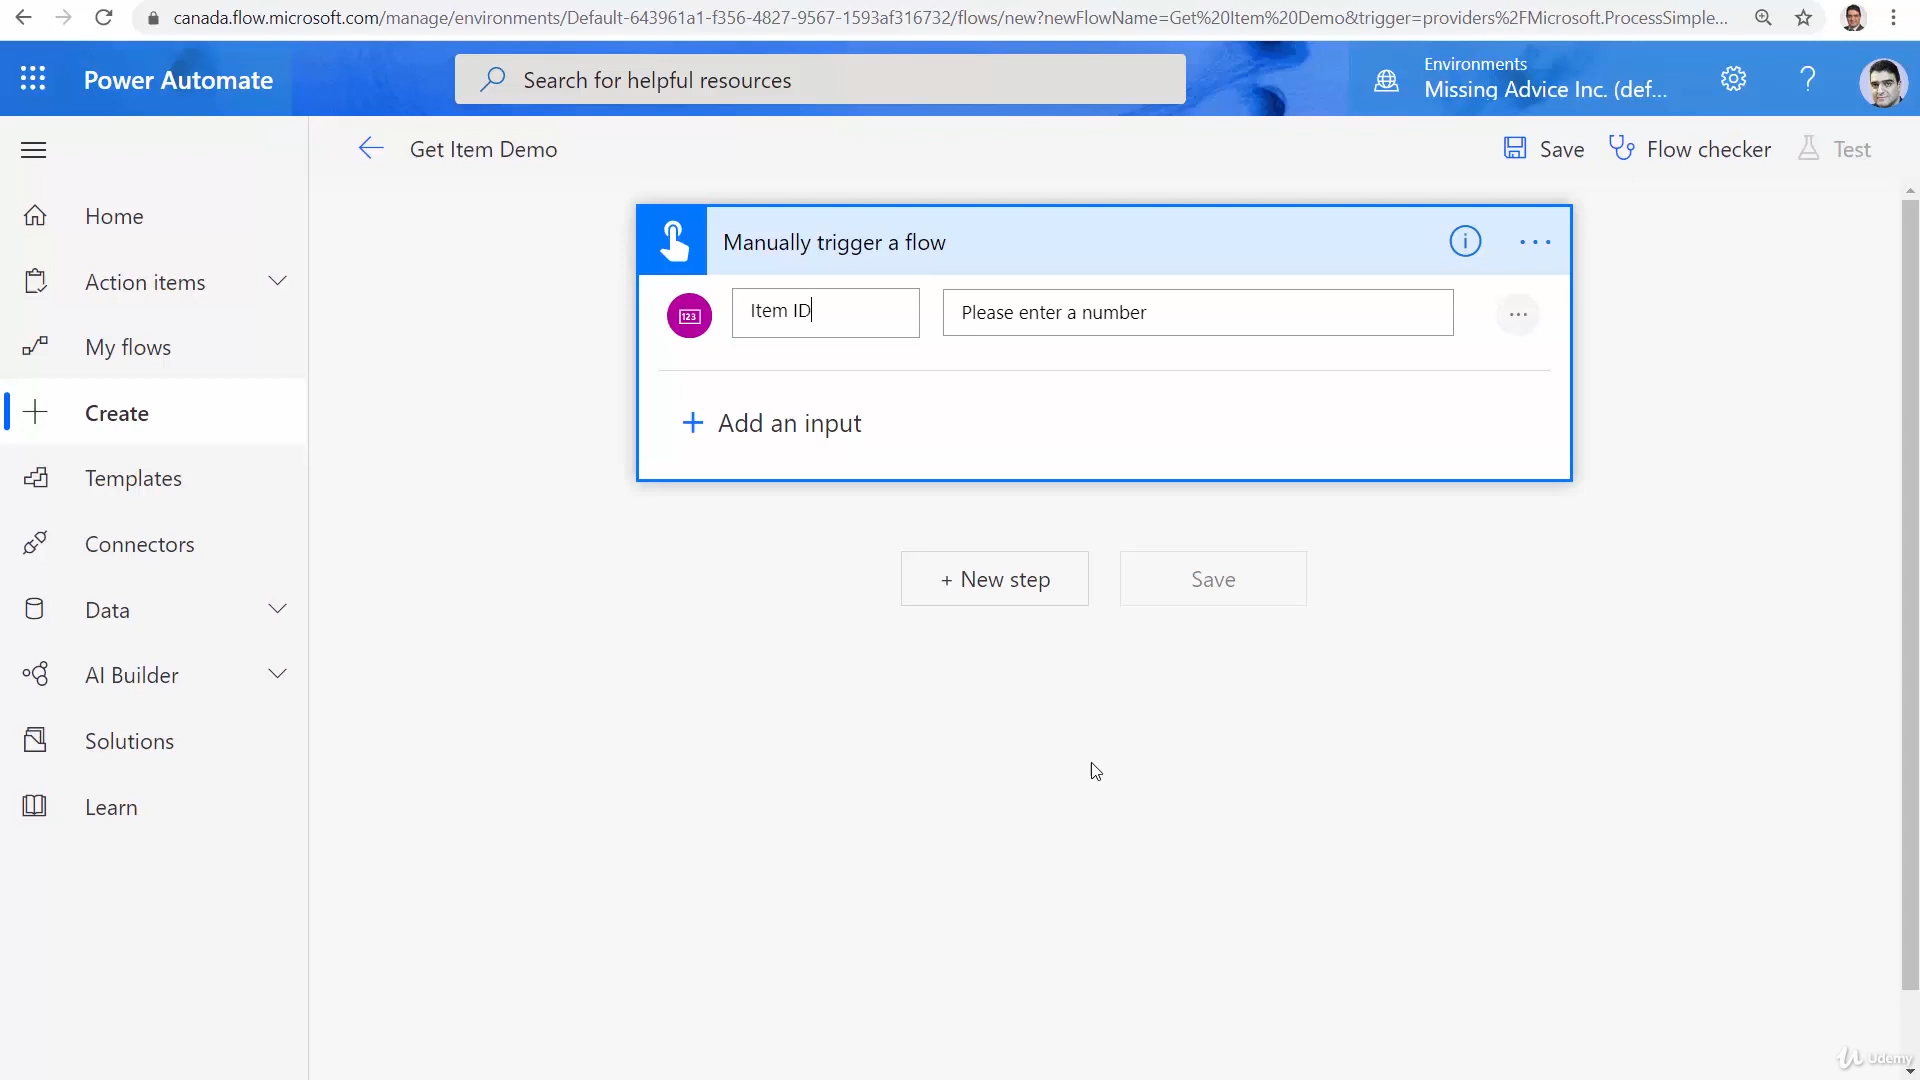 canada.flow.microsoft.com/manage/environments/Default-643961a1-f356-4827-9567-1593af316732/flows/new?newFlowName=Get%20Item%20Demo&trigger=providers%2FMicrosoft.ProcessSimple...
Power Automate
Search for helpful resources
Environments
Missing Advice Inc. (def...
Get Item Demo
Save
Flow checker
Test
Home
Action items
My flows
Create
Templates
Connectors
Data
AI Builder
Solutions
Learn
Manually trigger a flow
123
Item ID
Please enter a number
+ Add an input
+ New step
Save
Udemy